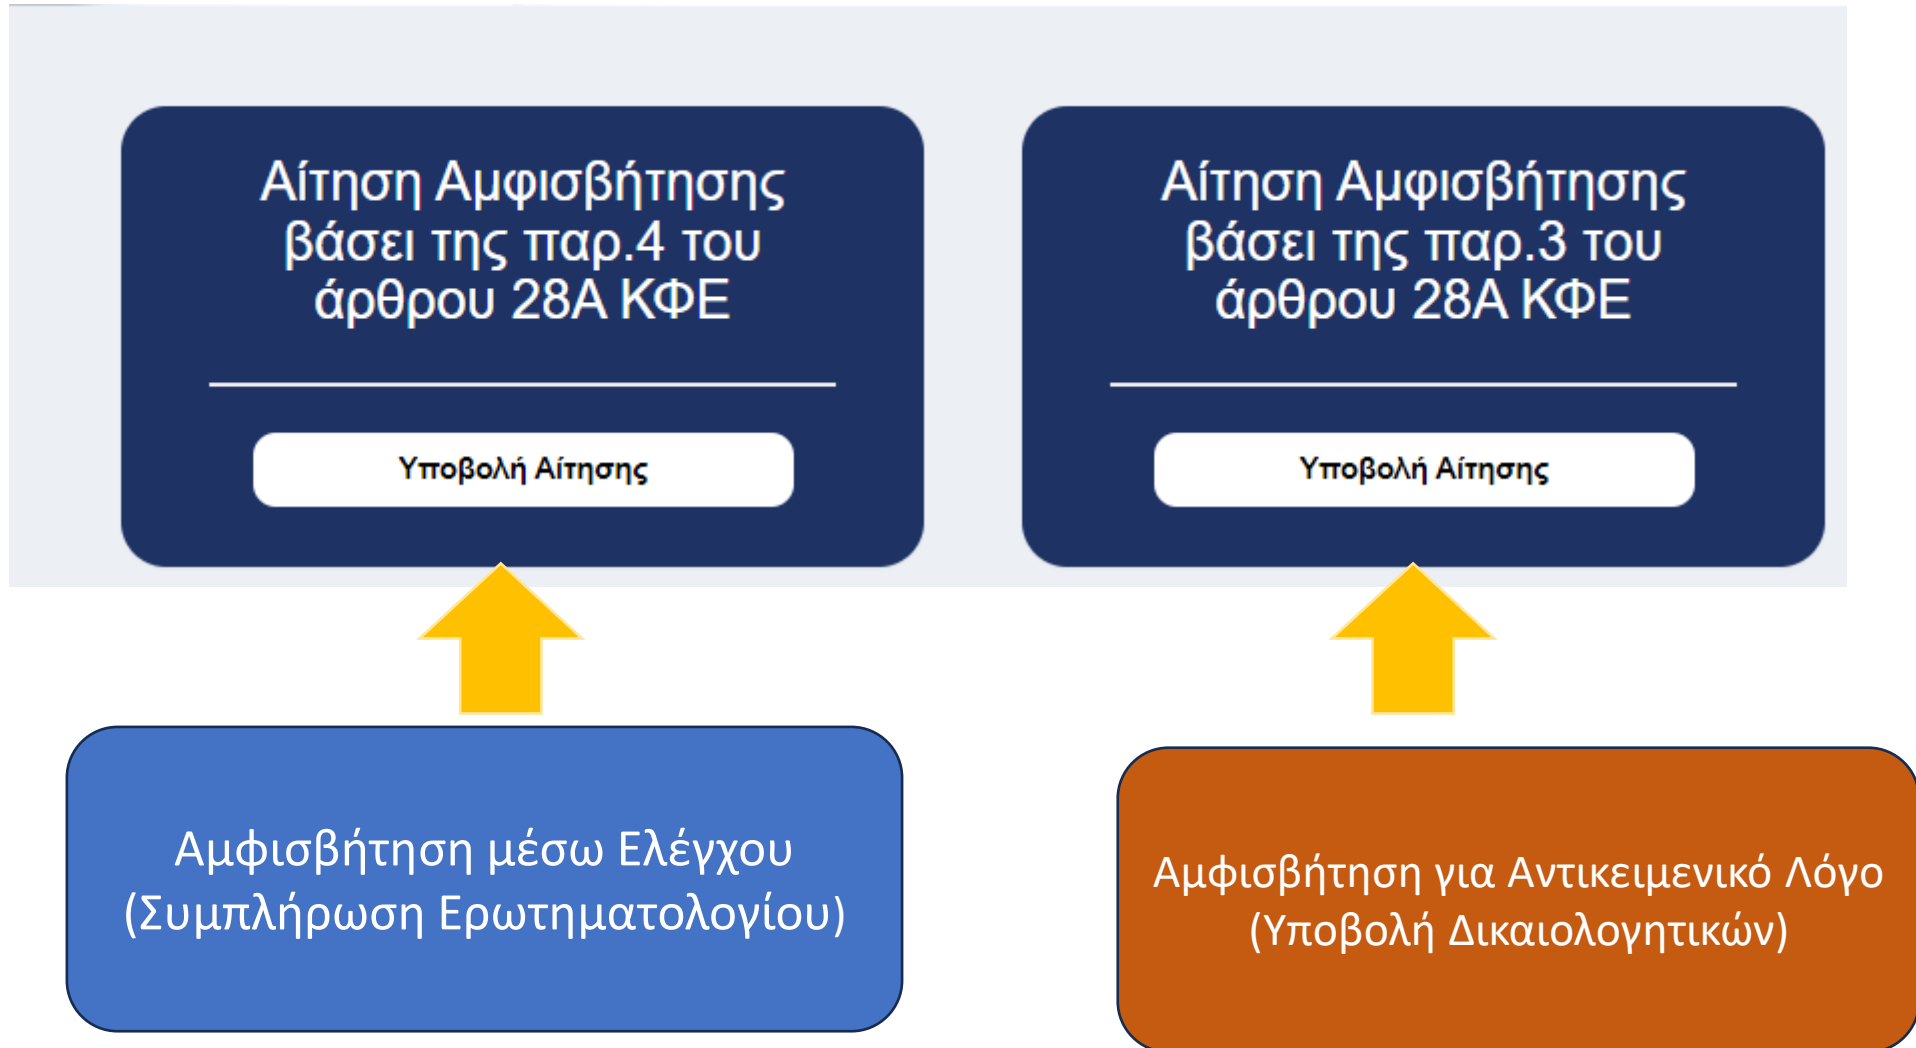 Αίτηση Αμφισβήτησης
βάσει της παρ.4 του
άρθρου 28Α ΚΦΕ
Υποβολή Αίτησης
Αίτηση Αμφισβήτησης
βάσει της παρ.3 του
άρθρου 28Α ΚΦΕ
Υποβολή Αίτησης
Αμφισβήτηση μέσω Ελέγχου
(Συμπλήρωση Ερωτηματολογίου)
Αμφισβήτηση για Αντικειμενικό Λόγο
(Υποβολή Δικαιολογητικών)